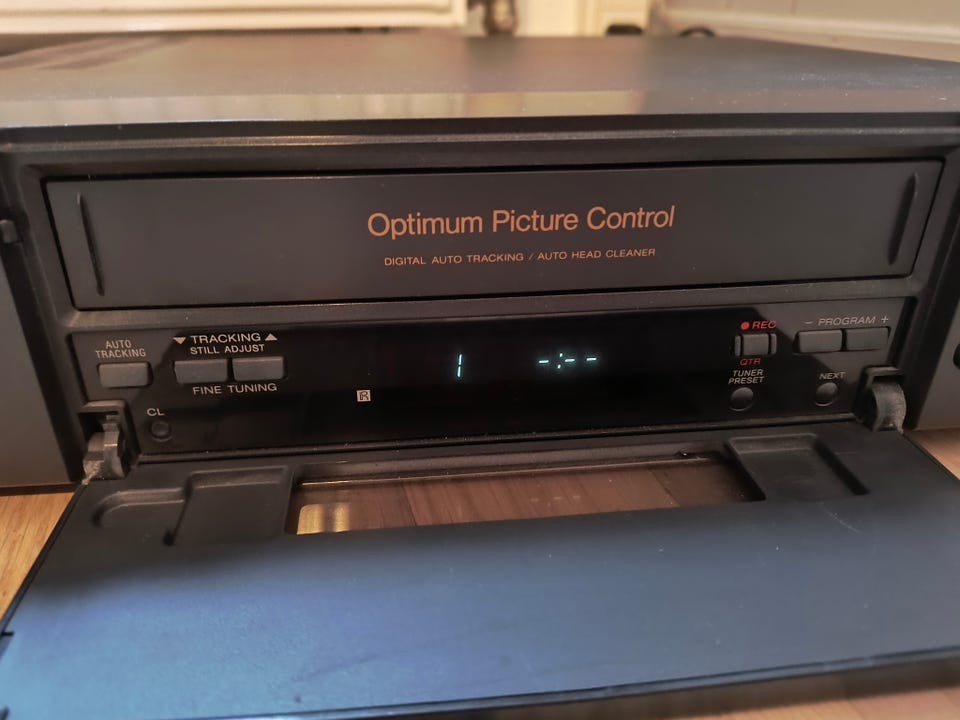 Optimum Picture Control
DIGITAL AUTO TRACKING / AUTO HEAD CLEANER
AUTO
TRACKING
▼ TRACKING ▲
STILL ADJUST
FINE TUNING
CL
R
1 -:--
● REC
QTR
TUNER
PRESET
- PROGRAM +
NEXT